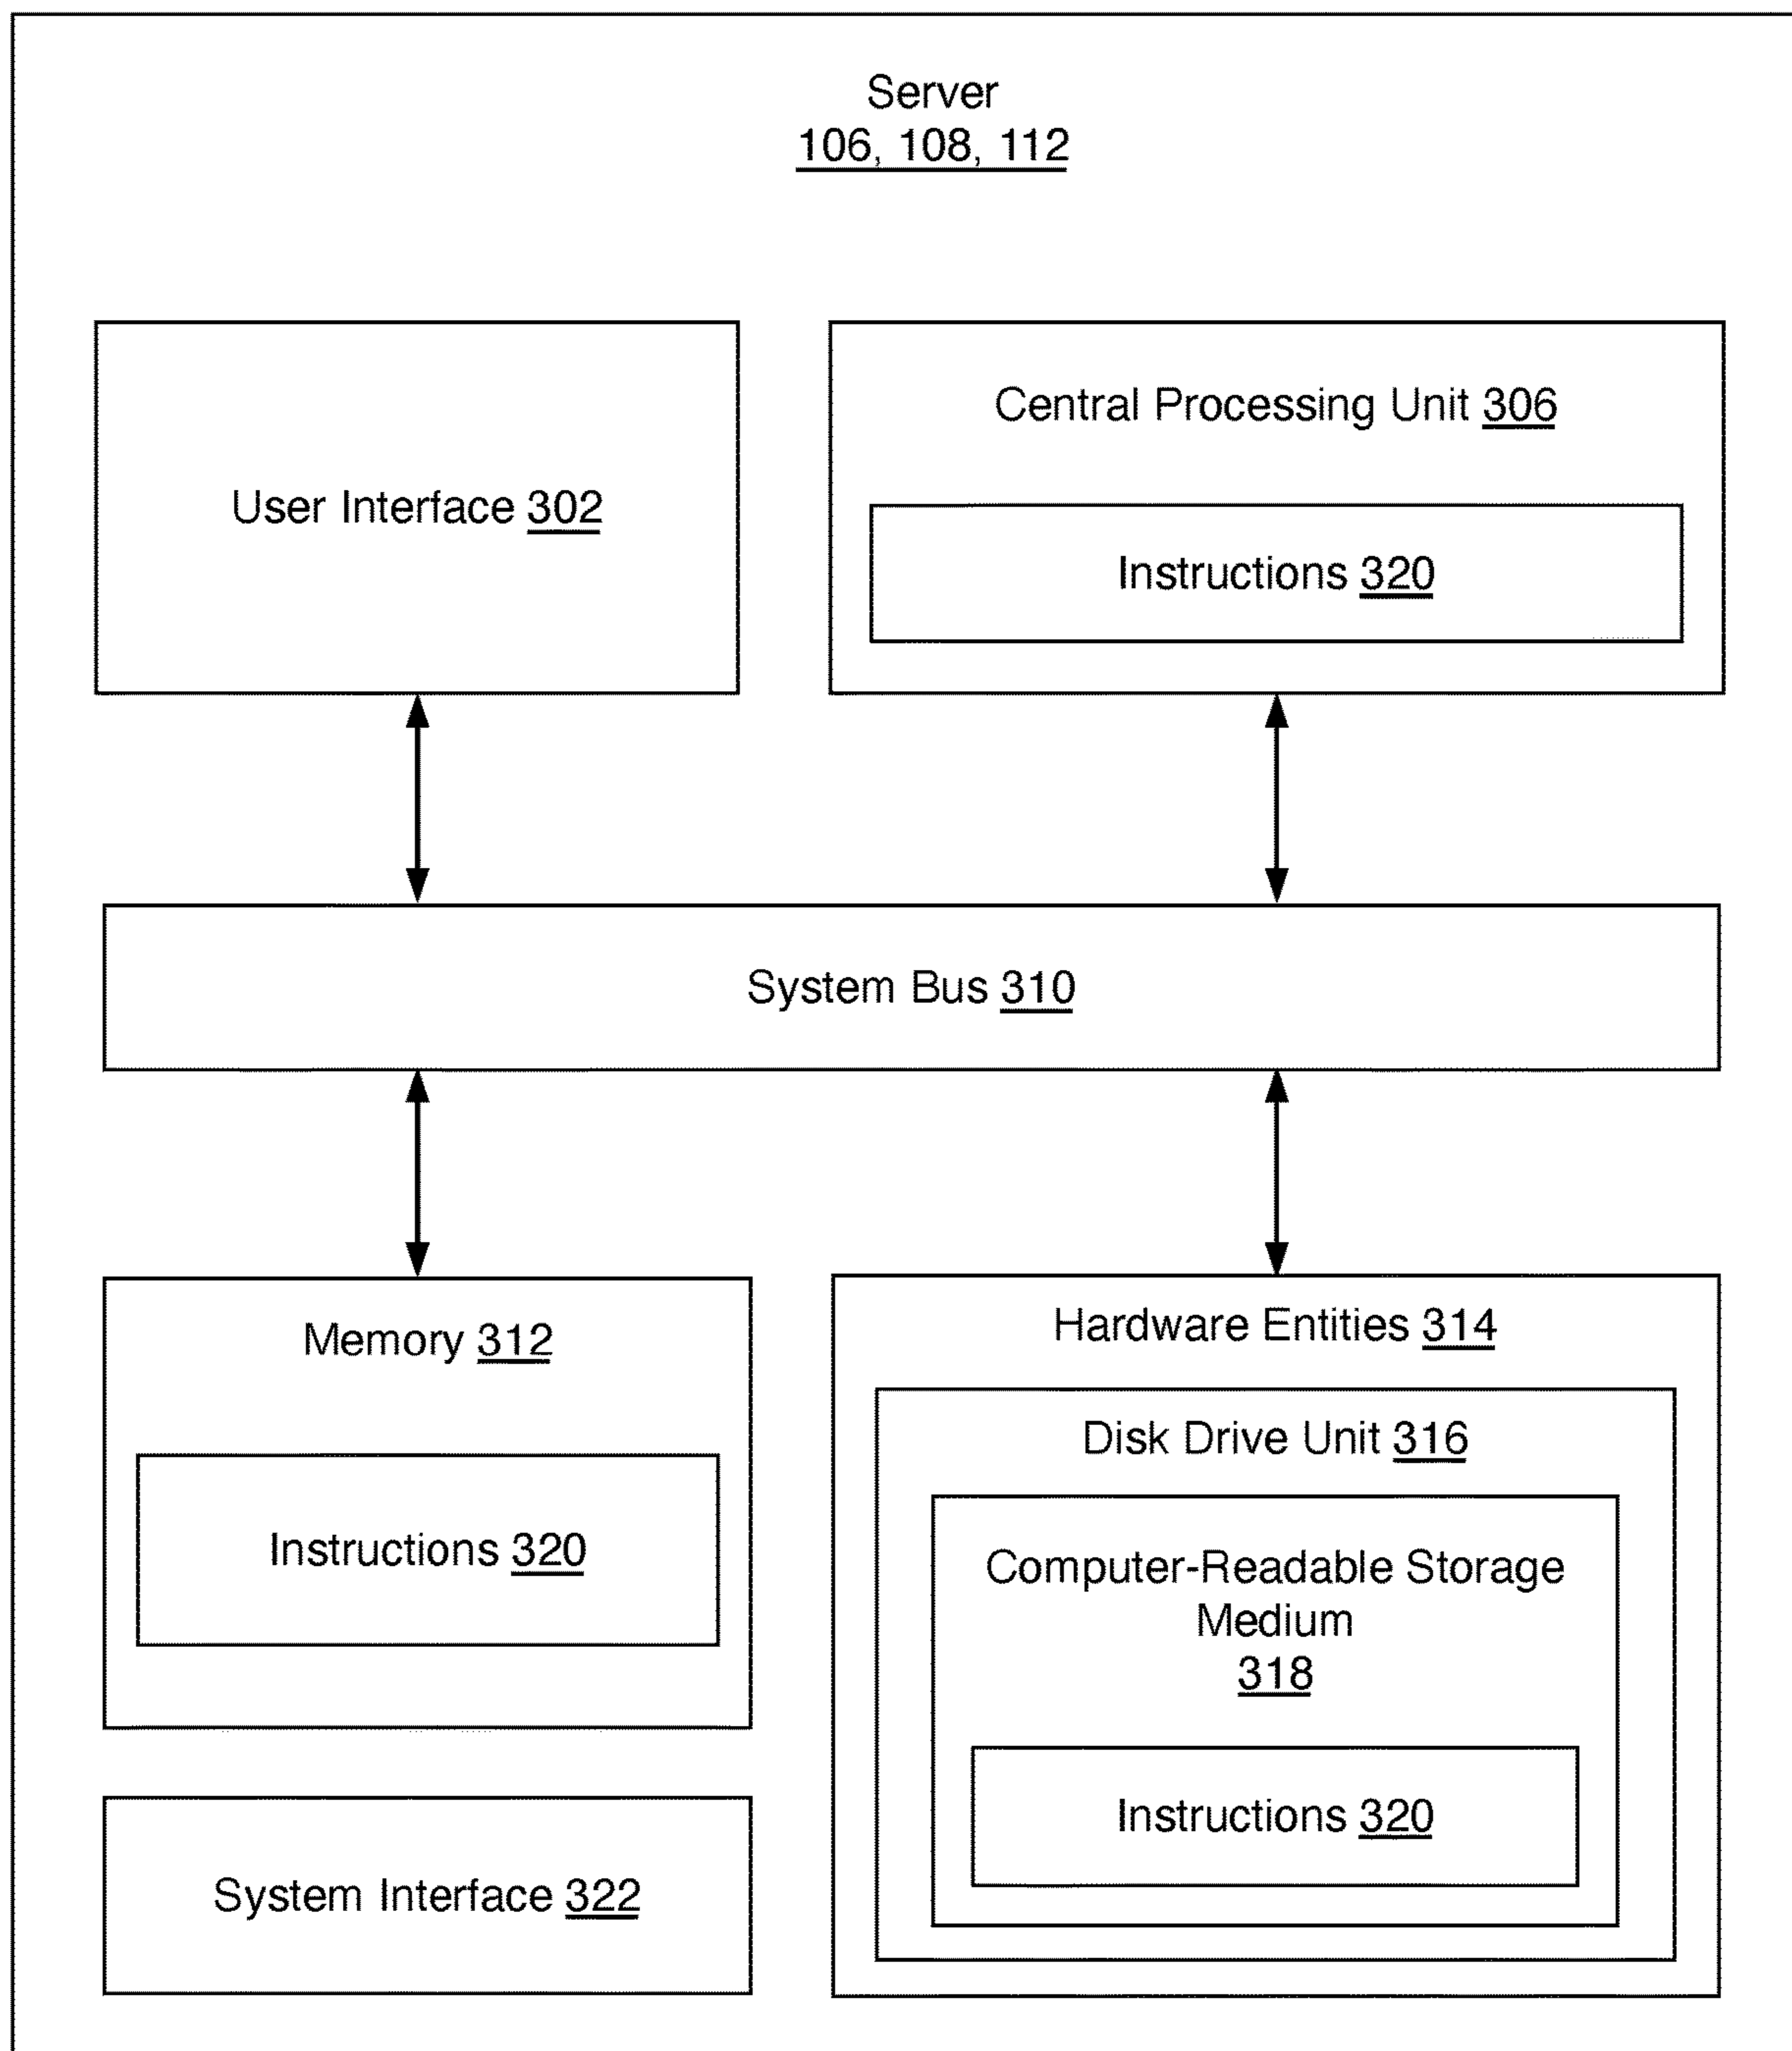 Server
106, 108, 112
User Interface 302
Central Processing Unit 306
Instructions 320
System Bus 310
Memory 312
Instructions 320
System Interface 322
Hardware Entities 314
Disk Drive Unit 316
Computer-Readable Storage
Medium
318
Instructions 320